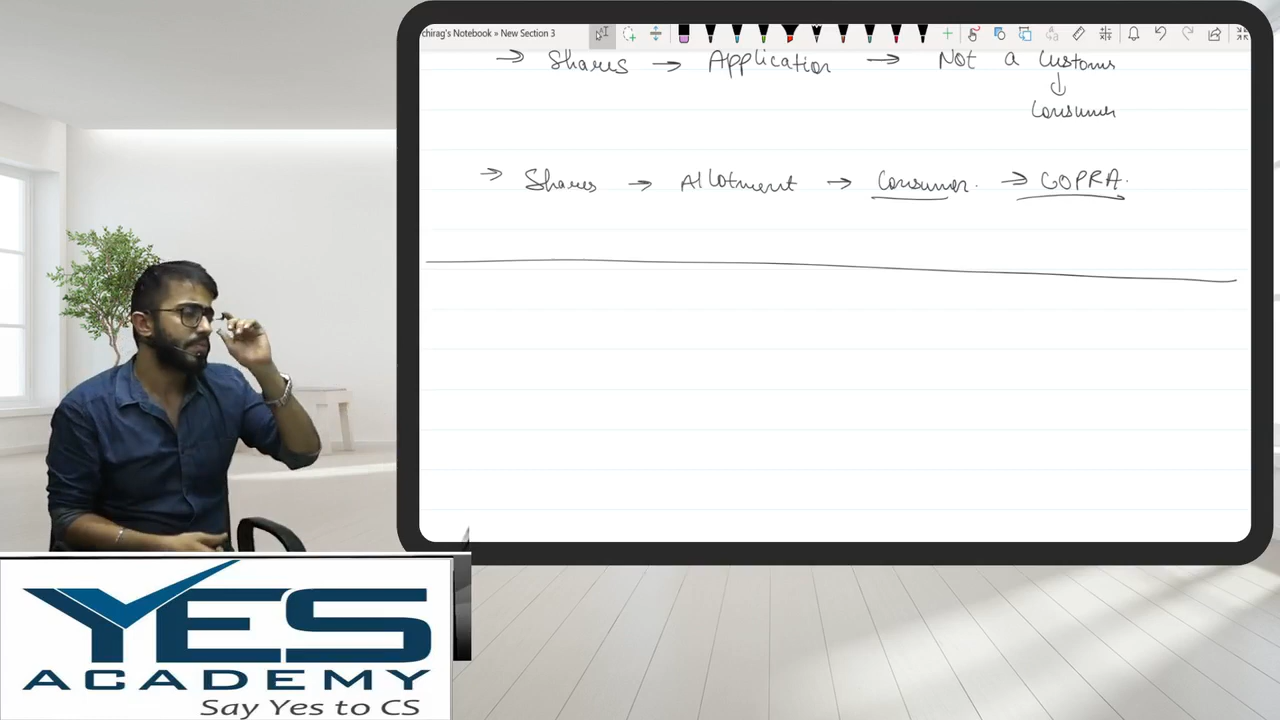 chirag's Notebook » New Section 3
→ Shares → Application → Not a Customer
↓
Consumer
→ Shares → Allotment → Consumer. → COPRA.
YES
ACADEMY
Say Yes to CS